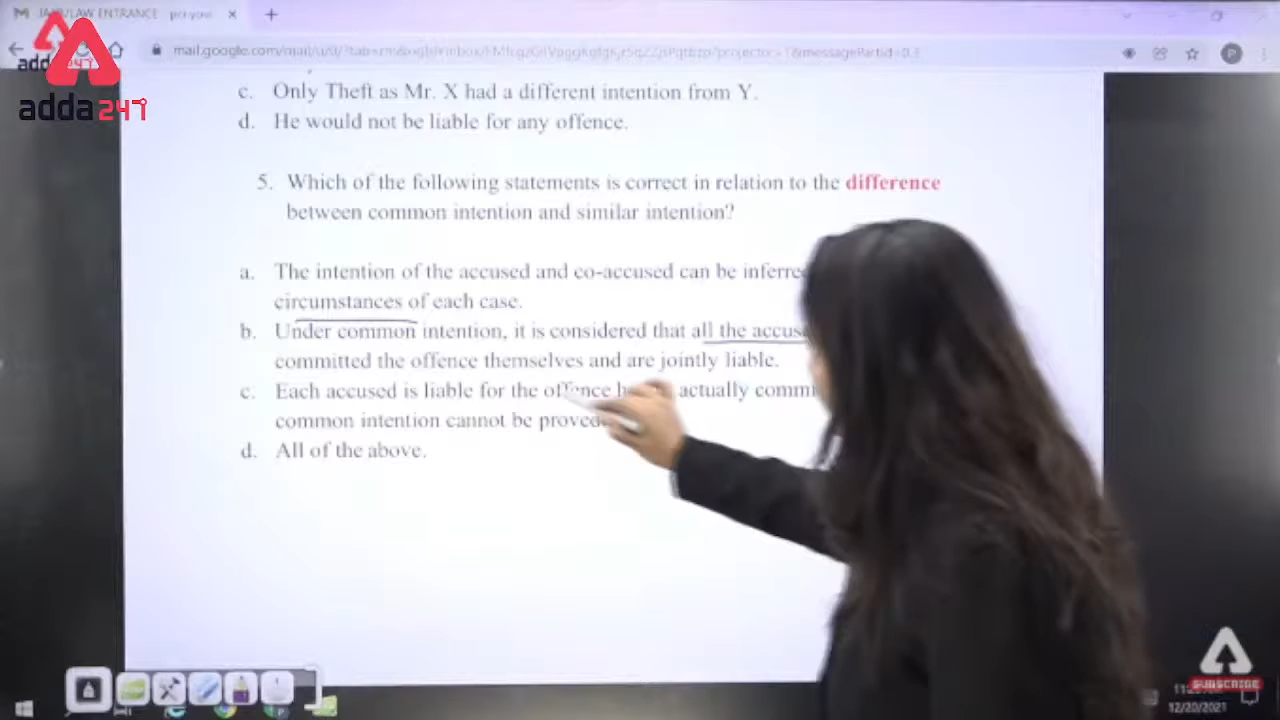 JAIB/LAW ENTRANCE
adda247
c. Only Theft as Mr. X had a different intention from Y.
d. He would not be liable for any offence.
5. Which of the following statements is correct in relation to the difference
between common intention and similar intention?
a. The intention of the accused and co-accused can be inferred
circumstances of each case.
b. Under common intention, it is considered that all the
committed the offence themselves and are jointly liable.
c. Each accused is liable for the offence actually
common intention cannot be proved
d. All of the above.
SUBSCRIBE
12/20/2021